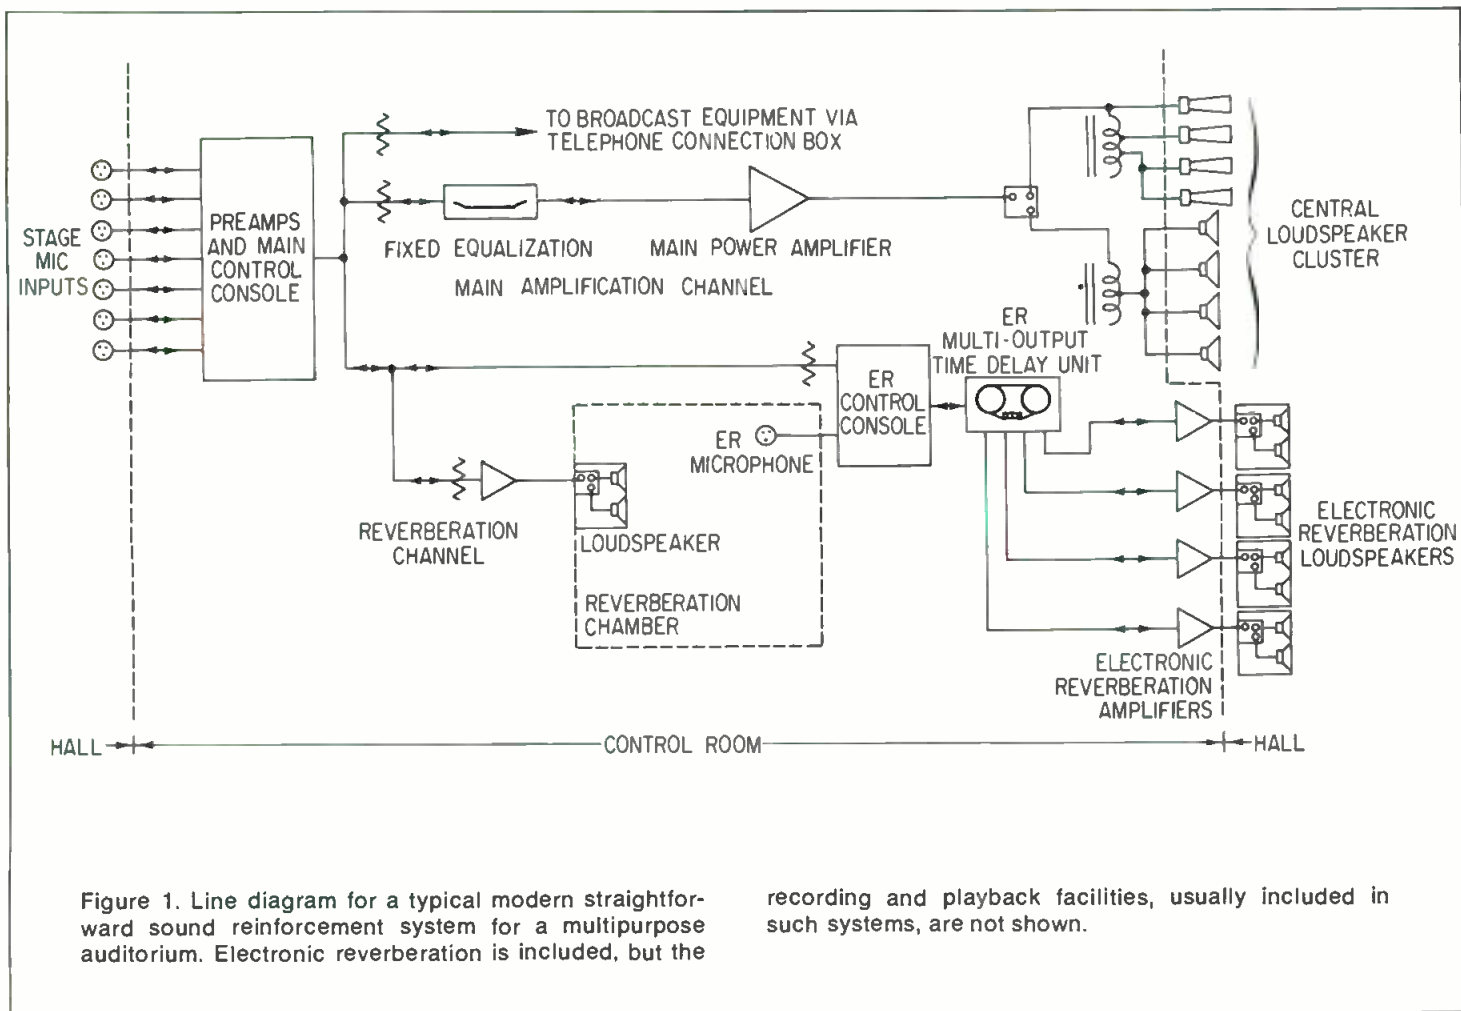 TO BROADCAST EQUIPMENT VIA
TELEPHONE CONNECTION BOX
STAGE
MIC
INPUTS
PREAMPS
AND MAIN
CONTROL
CONSOLE
FIXED EQUALIZATION
MAIN POWER AMPLIFIER
MAIN AMPLIFICATION CHANNEL
CENTRAL
LOUDSPEAKER
CLUSTER
ER
MULTI-OUTPUT
TIME DELAY UNIT
ER
CONTROL
CONSOLE
ER
MICROPHONE
REVERBERATION
CHANNEL
LOUDSPEAKER
REVERBERATION
CHAMBER
ELECTRONIC
REVERBERATION
LOUDSPEAKERS
ELECTRONIC
REVERBERATION
AMPLIFIERS
HALL
CONTROL ROOM
HALL
Figure 1. Line diagram for a typical modern straightfor-
ward sound reinforcement system for a multipurpose
auditorium. Electronic reverberation is included, but the
recording and playback facilities, usually included in
such systems, are not shown.